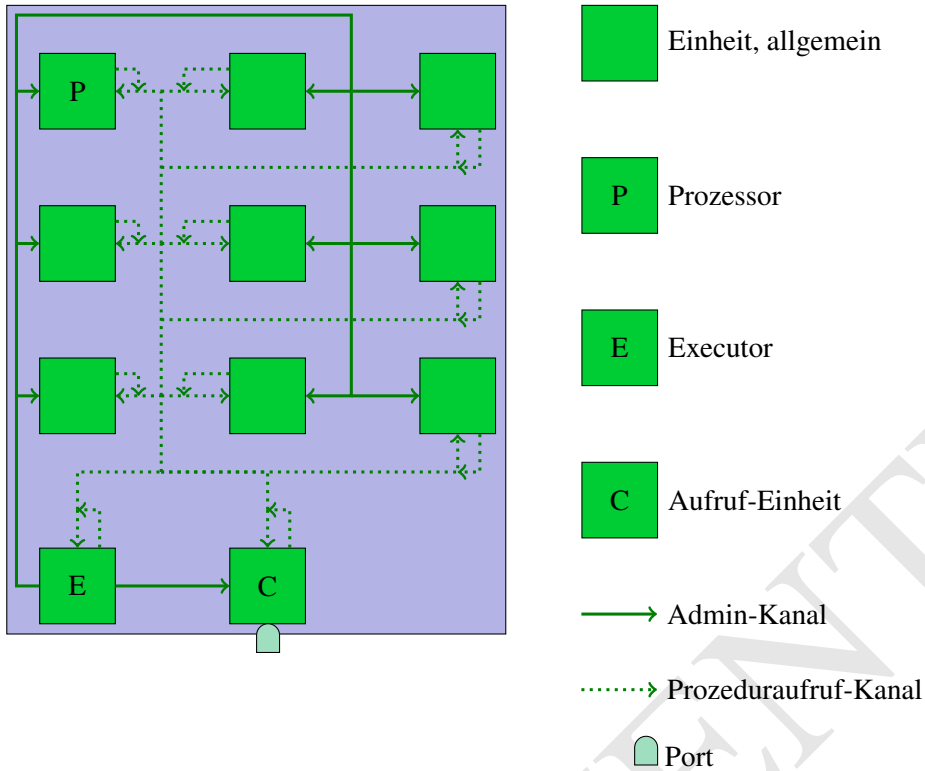 P
E
C
Einheit, allgemein
P Prozessor
E Executor
C Aufruf-Einheit
Admin-Kanal
Prozeduraufruf-Kanal
Port